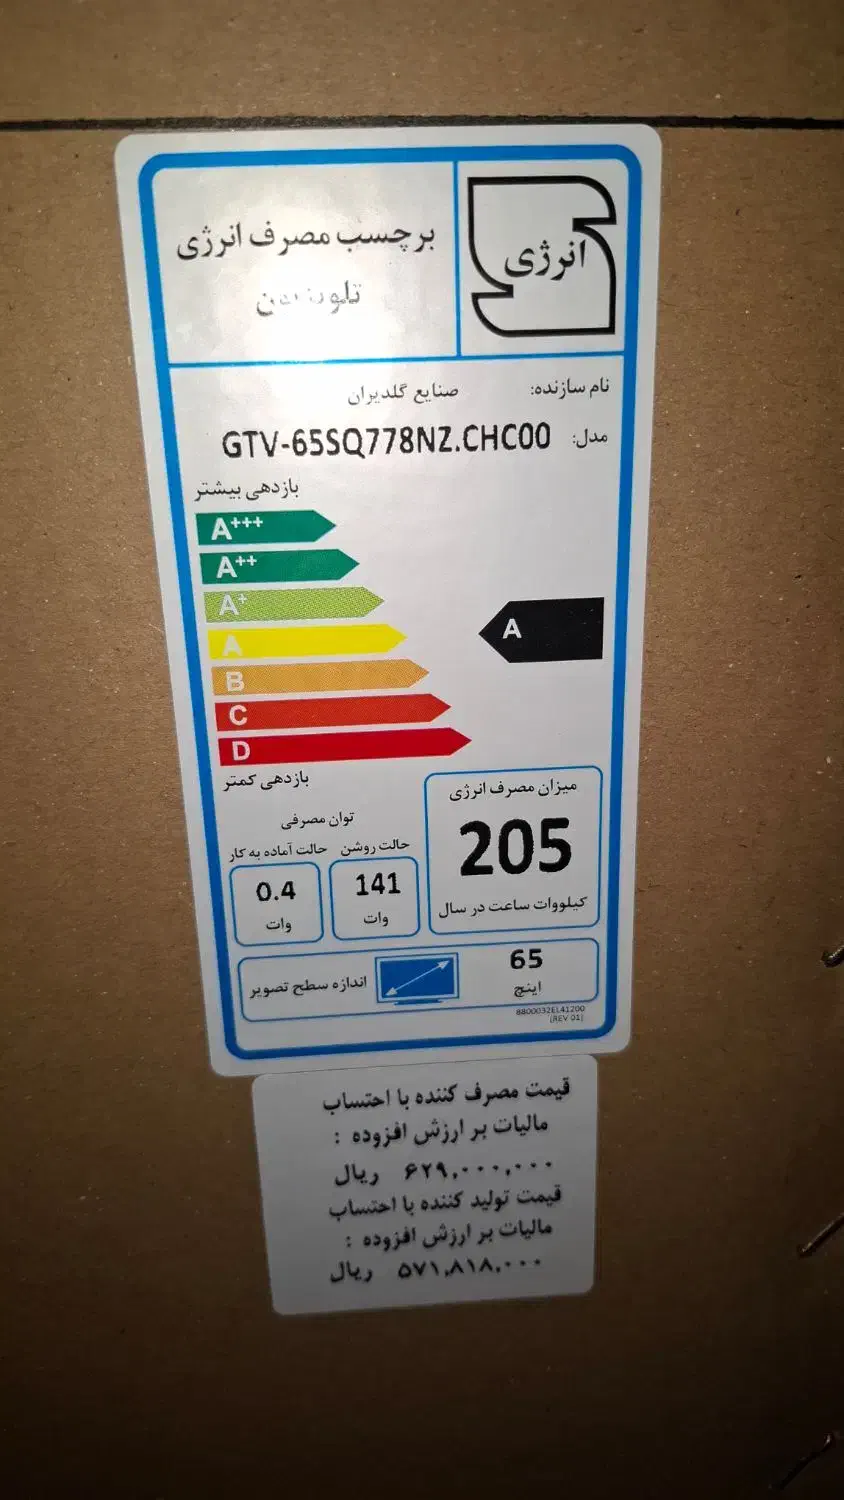 انرژی
برچسب مصرف انرژی
نام سازنده: صنایع گلدیران
مدل: GTV-65SQ778NZ.CHC00
بازدهی بیشتر
A+++
A++
A+
A
A
B
C
D
بازدهی کمتر
میزان مصرف انرژی
205
کیلووات ساعت در سال
توان مصرفی
حالت روشن
141
وات
حالت آماده به کار
0.4
وات
65
اینچ
اندازه سطح تصویر
8800032EL41200
(REV 01)
قیمت مصرف کننده با احتساب
مالیات بر ارزش افزوده :
۶۲۹,۰۰۰,۰۰۰ ریال
قیمت تولید کننده با احتساب
مالیات بر ارزش افزوده :
۵۷۱,۸۱۸,۰۰۰ ریال